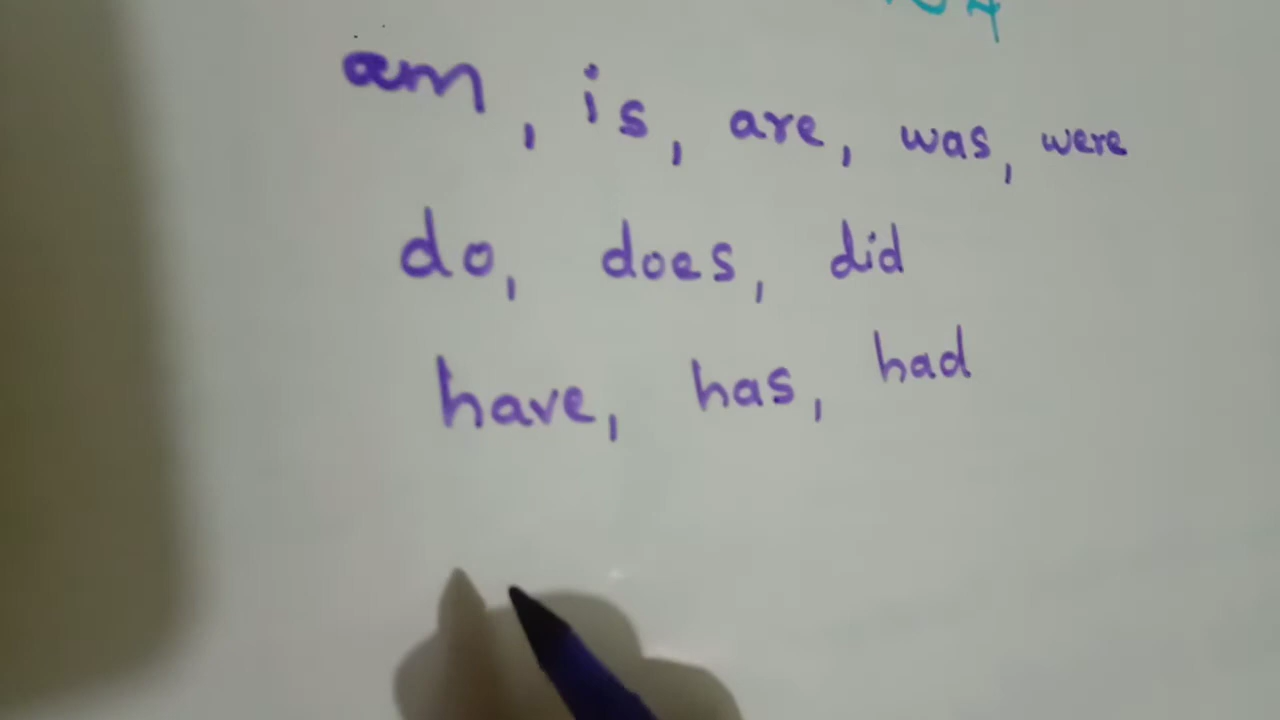 am, is, are, was, were
do, does, did
have, has, had